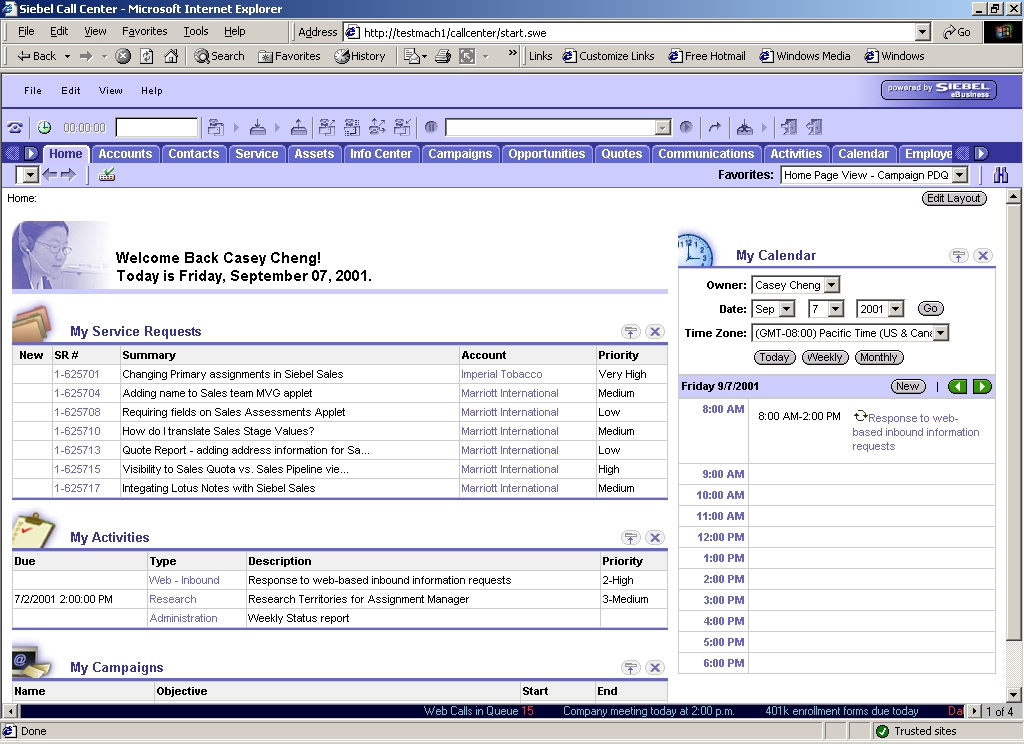 Siebel Call Center - Microsoft Internet Explorer
File Edit View Favorites Tools Help Address http://testmach1/callcenter/start.swe Go
Back Search Favorites History » Links Customize Links Free Hotmail Windows Media Windows
File Edit View Help powered by SIEBEL eBusiness
00:00:00
Home Accounts Contacts Service Assets Info Center Campaigns Opportunities Quotes Communications Activities Calendar Employe
Favorites: Home Page View - Campaign PDQ
Home: Edit Layout
Welcome Back Casey Cheng!
Today is Friday, September 07, 2001.
My Service Requests
New SR # Summary Account Priority
1-625701 Changing Primary assignments in Siebel Sales Imperial Tobacco Very High
1-625704 Adding name to Sales team MVG applet Marriott International Medium
1-625708 Requiring fields on Sales Assessments Applet Marriott International Low
1-625710 How do I translate Sales Stage Values? Marriott International Medium
1-625713 Quote Report - adding address information for Sa... Marriott International Low
1-625715 Visibility to Sales Quota vs. Sales Pipeline vie... Marriott International High
1-625717 Integating Lotus Notes with Siebel Sales Marriott International Medium
My Activities
Due Type Description Priority
Web - Inbound Response to web-based inbound information requests 2-High
7/2/2001 2:00:00 PM Research Research Territories for Assignment Manager 3-Medium
Administration Weekly Status report
My Campaigns
Name Objective Start End
My Calendar
Owner: Casey Cheng
Date: Sep 7 2001 Go
Time Zone: (GMT-08:00) Pacific Time (US & Can
Today Weekly Monthly
Friday 9/7/2001 New |
8:00 AM 8:00 AM-2:00 PM Response to web-
based inbound information
requests
9:00 AM
10:00 AM
11:00 AM
12:00 PM
1:00 PM
2:00 PM
3:00 PM
4:00 PM
5:00 PM
6:00 PM
Web Calls in Queue 15 Company meeting today at 2:00 p.m. 401k enrollment forms due today Da 1 of 4
Done Trusted sites